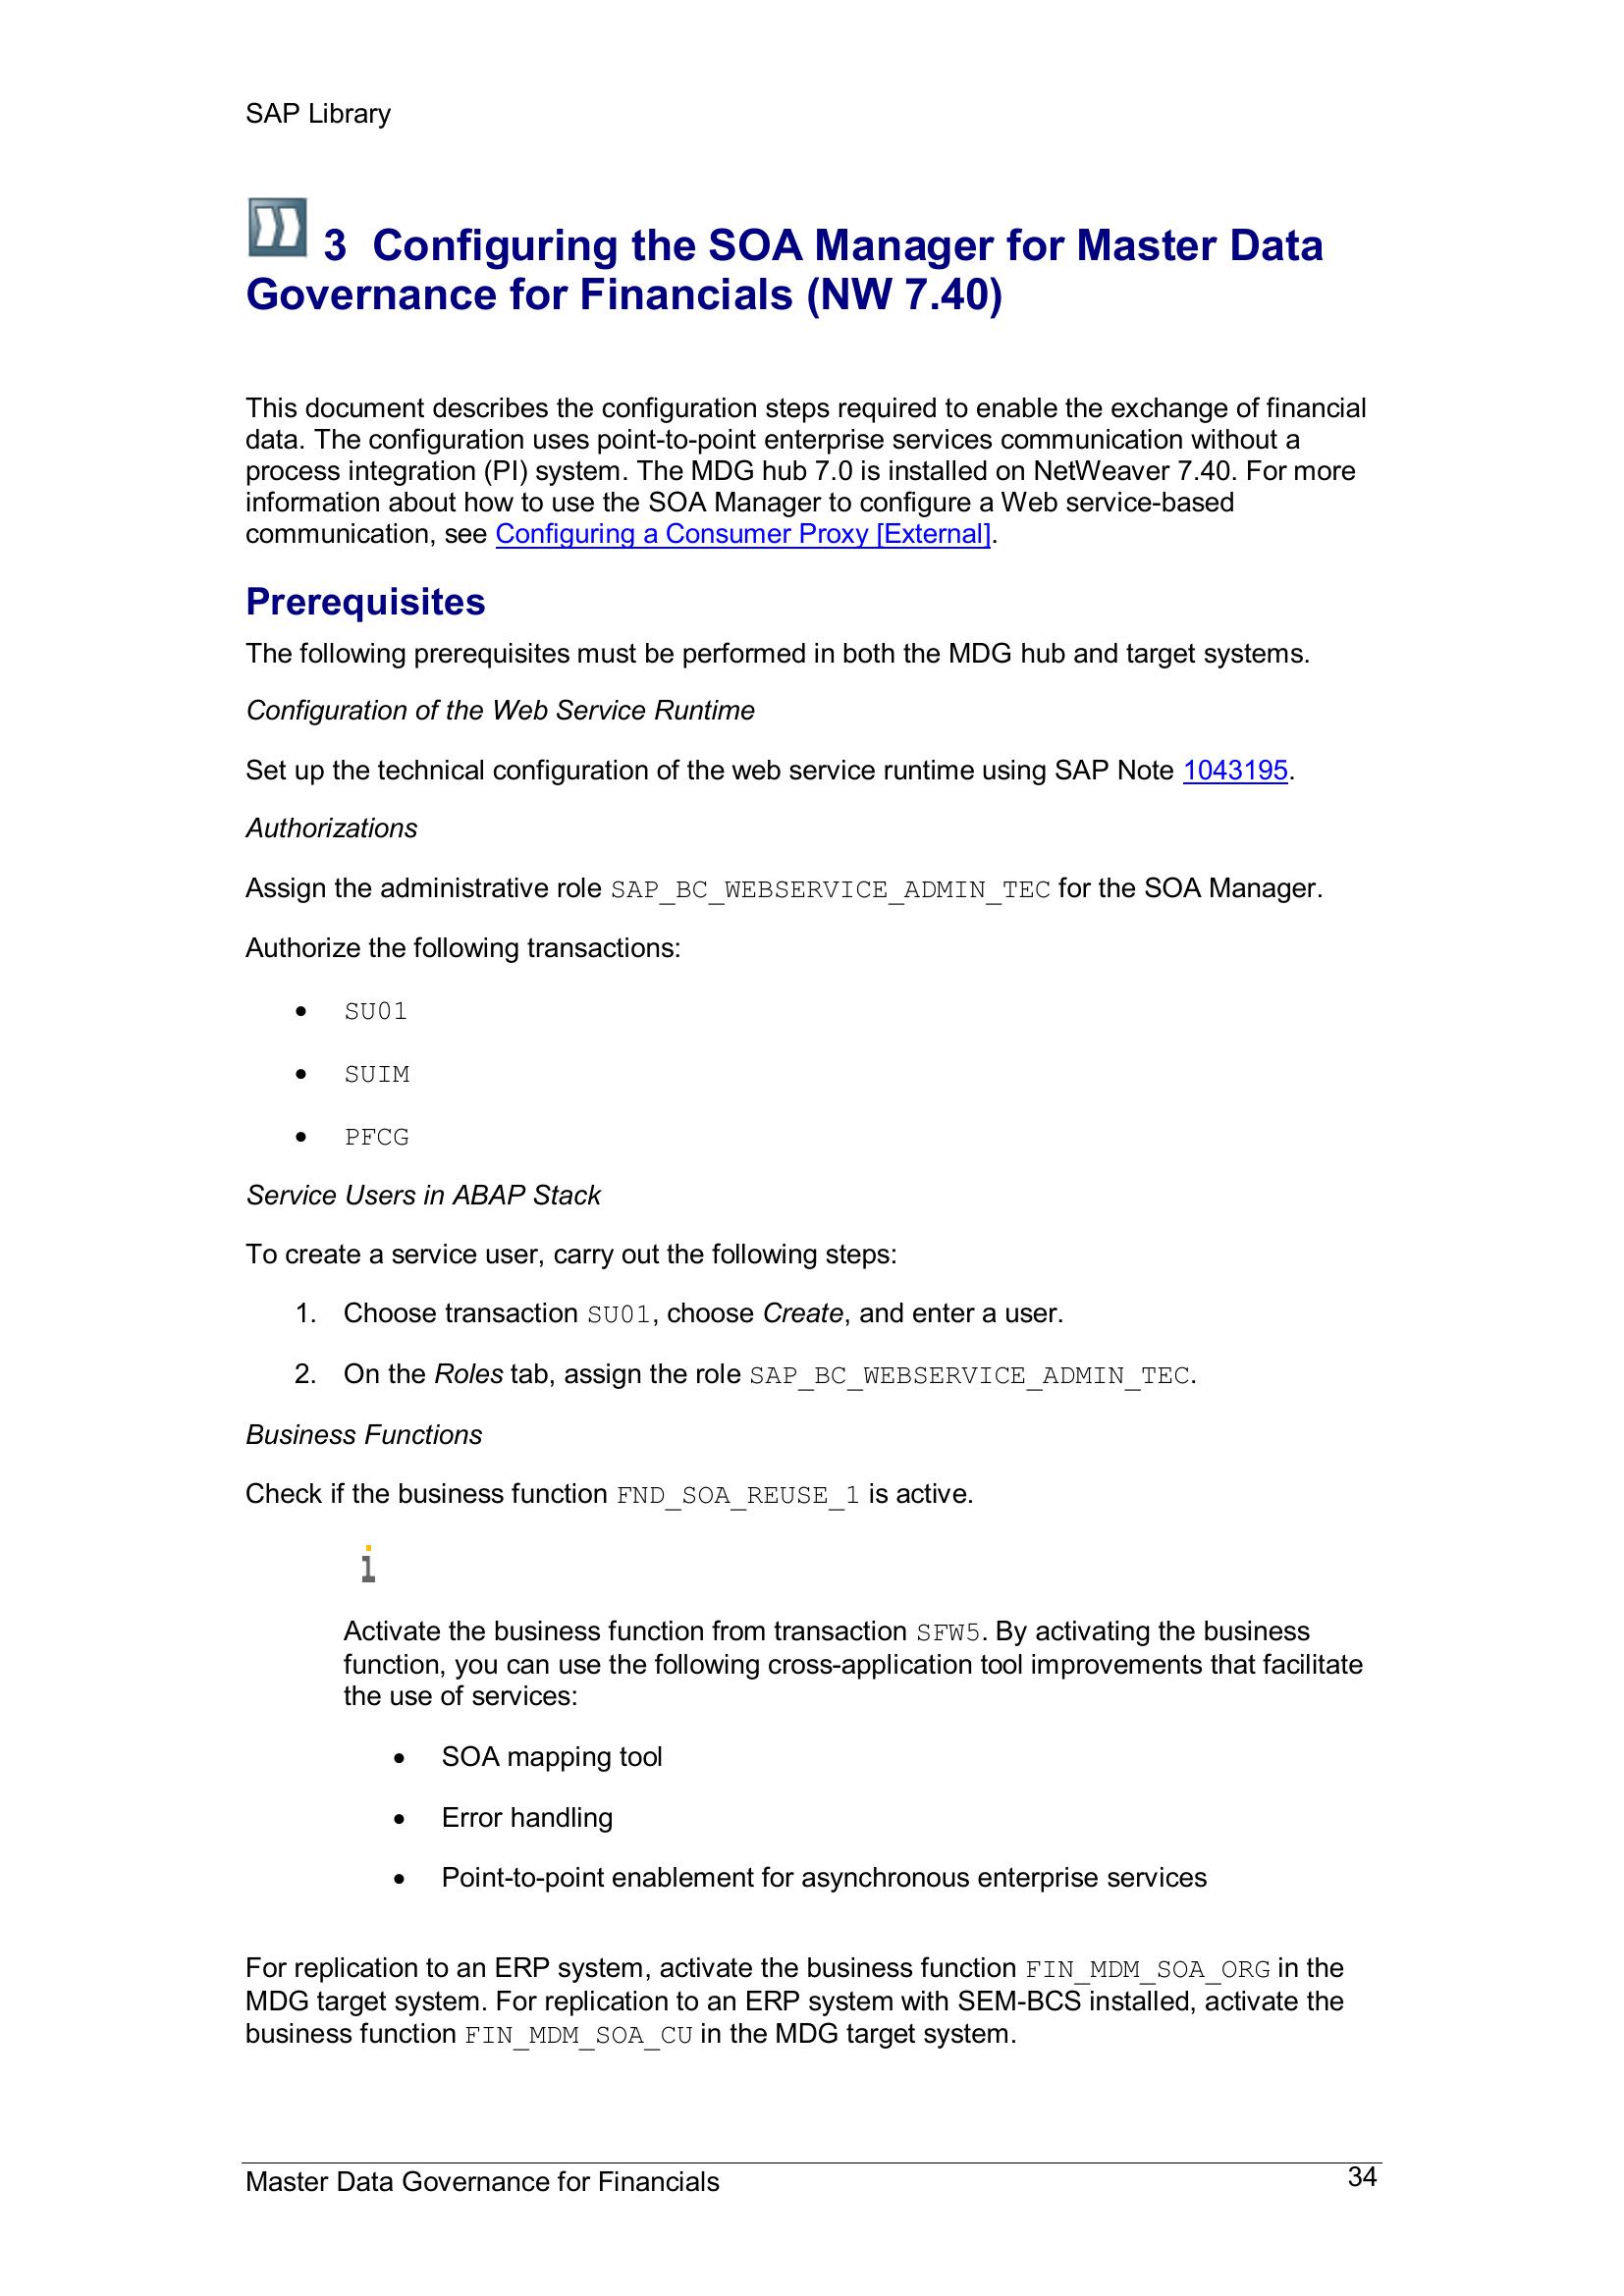 SAP Library
3 Configuring the SOA Manager for Master Data
Governance for Financials (NW 7.40)
This document describes the configuration steps required to enable the exchange of financial
data. The configuration uses point-to-point enterprise services communication without a
process integration (PI) system. The MDG hub 7.0 is installed on NetWeaver 7.40. For more
information about how to use the SOA Manager to configure a Web service-based
communication, see Configuring a Consumer Proxy [External].
Prerequisites
The following prerequisites must be performed in both the MDG hub and target systems.
Configuration of the Web Service Runtime
Set up the technical configuration of the web service runtime using SAP Note 1043195.
Authorizations
Assign the administrative role SAP_BC_WEBSERVICE_ADMIN_TEC for the SOA Manager.
Authorize the following transactions:
• SU01
• SUIM
• PFCG
Service Users in ABAP Stack
To create a service user, carry out the following steps:
1. Choose transaction SU01, choose Create, and enter a user.
2. On the Roles tab, assign the role SAP_BC_WEBSERVICE_ADMIN_TEC.
Business Functions
Check if the business function FND_SOA_REUSE_1 is active.
i
Activate the business function from transaction SFW5. By activating the business
function, you can use the following cross-application tool improvements that facilitate
the use of services:
• SOA mapping tool
• Error handling
• Point-to-point enablement for asynchronous enterprise services
For replication to an ERP system, activate the business function FIN_MDM_SOA_ORG in the
MDG target system. For replication to an ERP system with SEM-BCS installed, activate the
business function FIN_MDM_SOA_CU in the MDG target system.
Master Data Governance for Financials 34